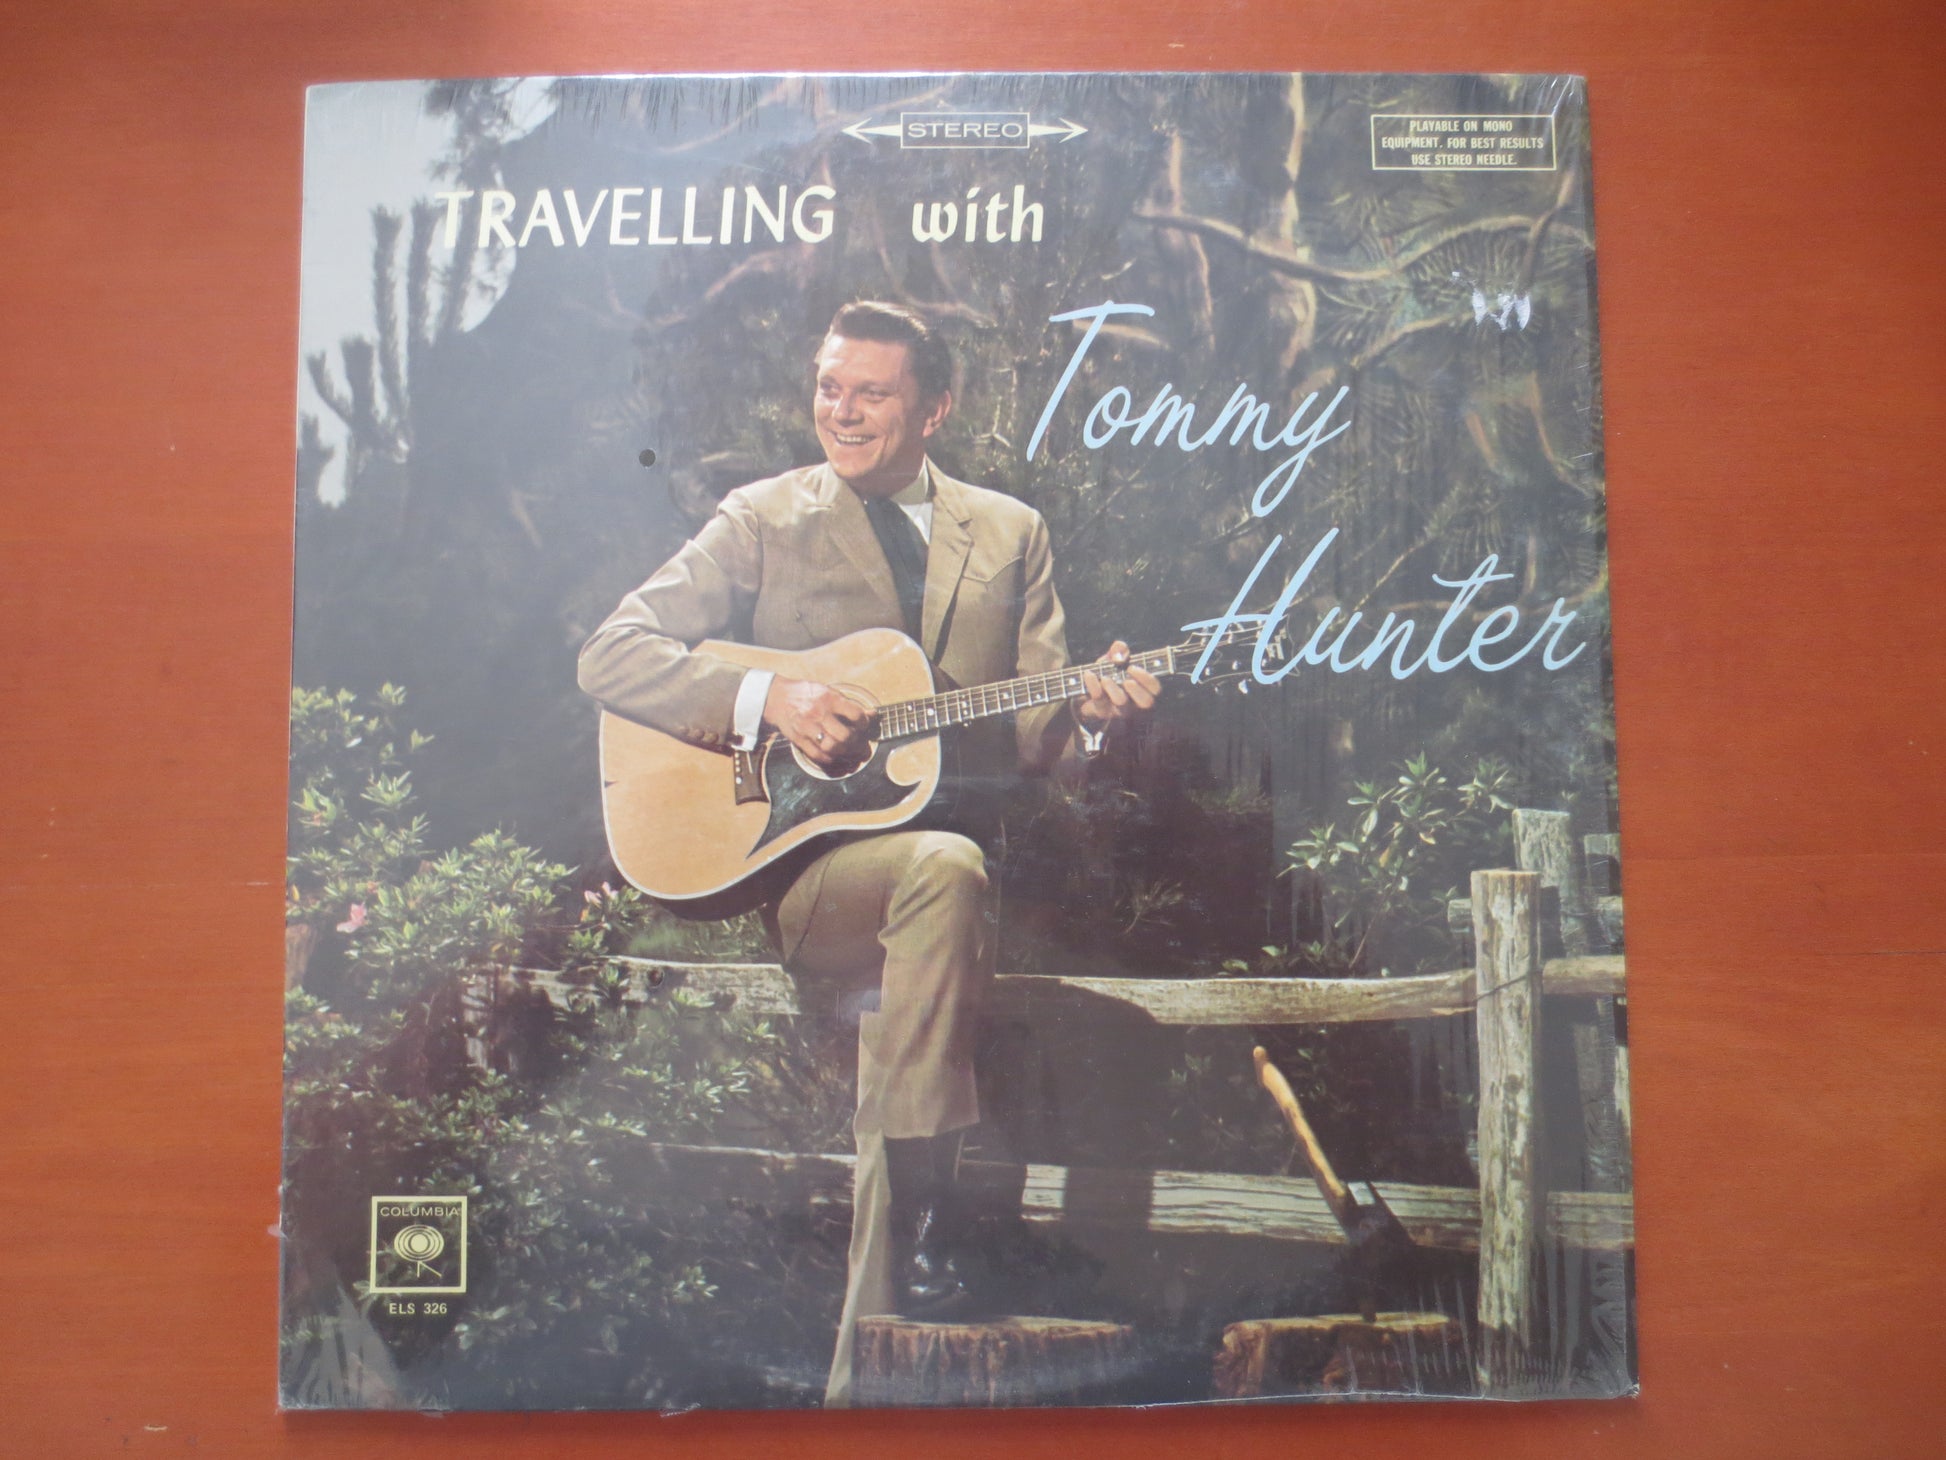 STEREO
PLAYABLE ON MONO
EQUIPMENT. FOR BEST RESULTS
USE STEREO NEEDLE.
TRAVELLING with
Tommy
Hunter
COLUMBIA
ELS 326